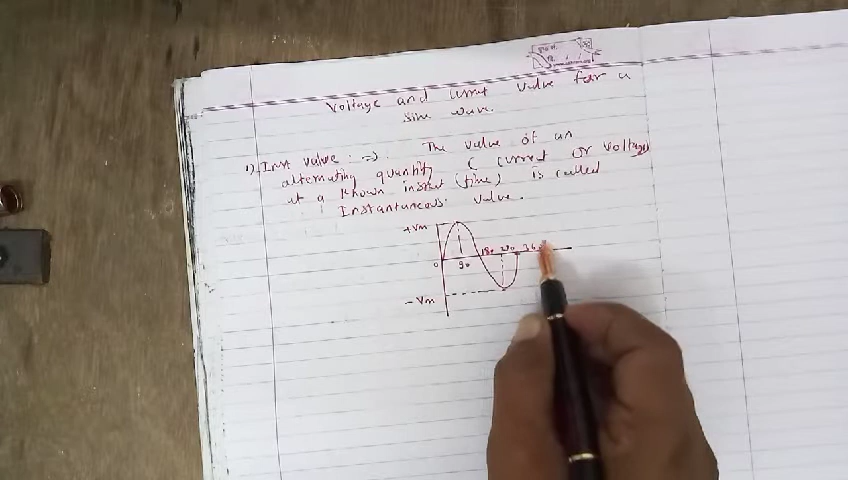 Voltage and current value for a
sine wave.
1) Inst value :=). The value of an
alternating quantity ( current or voltage)
at a known instant (time) is called
Instantaneous value.
+Vm
0 90 180 270 360
-Vm